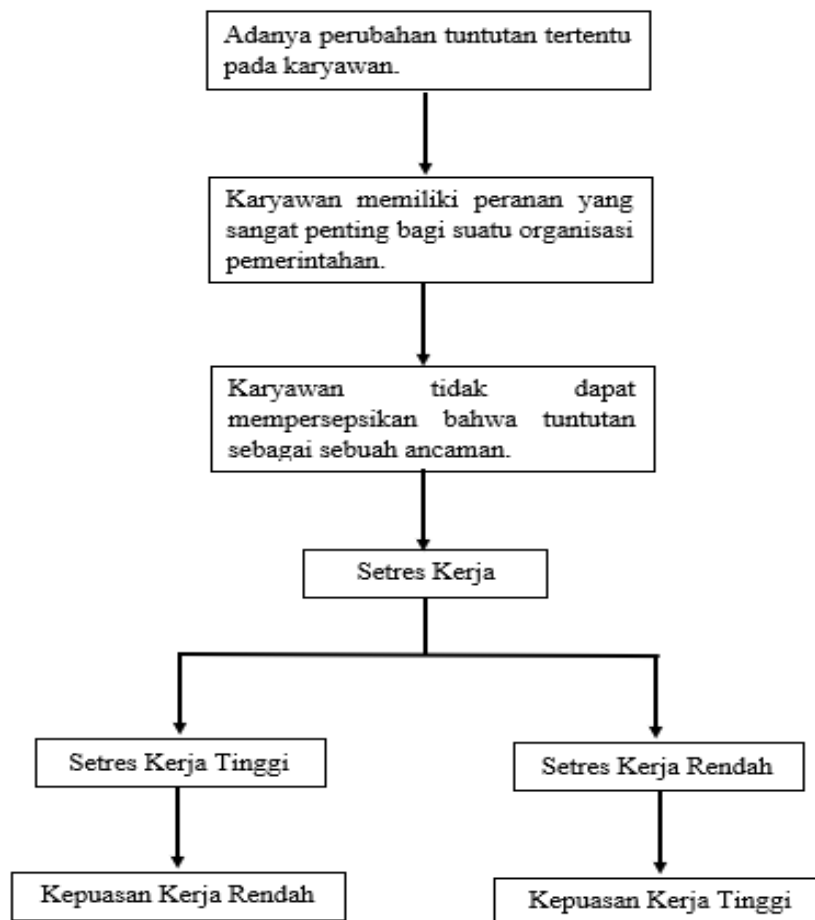 Adanya perubahan tuntutan tertentu
pada karyawan.
Karyawan memiliki peranan yang
sangat penting bagi suatu organisasi
pemerintahan.
Karyawan tidak dapat
mempersepsikan bahwa tuntutan
sebagai sebuah ancaman.
Setres Kerja
Setres Kerja Tinggi
Setres Kerja Rendah
Kepuasan Kerja Rendah
Kepuasan Kerja Tinggi